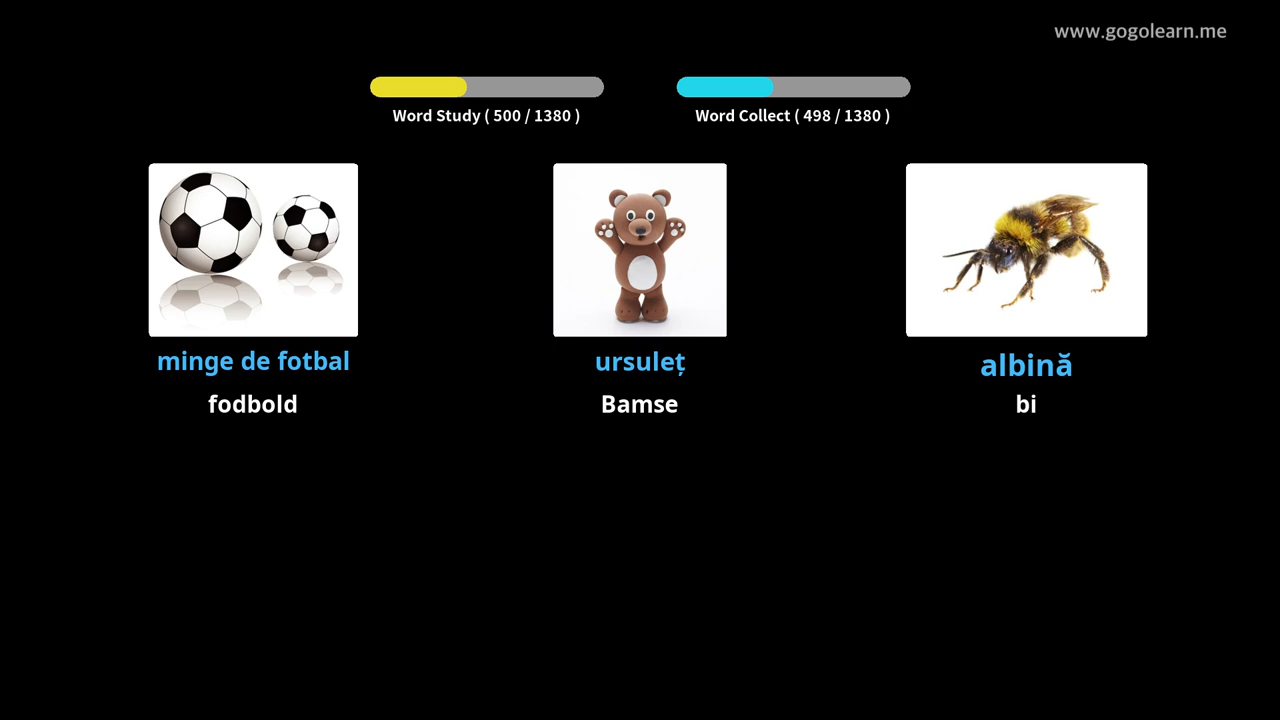 www.gogolearn.me
Word Study ( 500 / 1380 )
Word Collect ( 498 / 1380 )
minge de fotbal
ursuleț
albină
fodbold
Bamse
bi